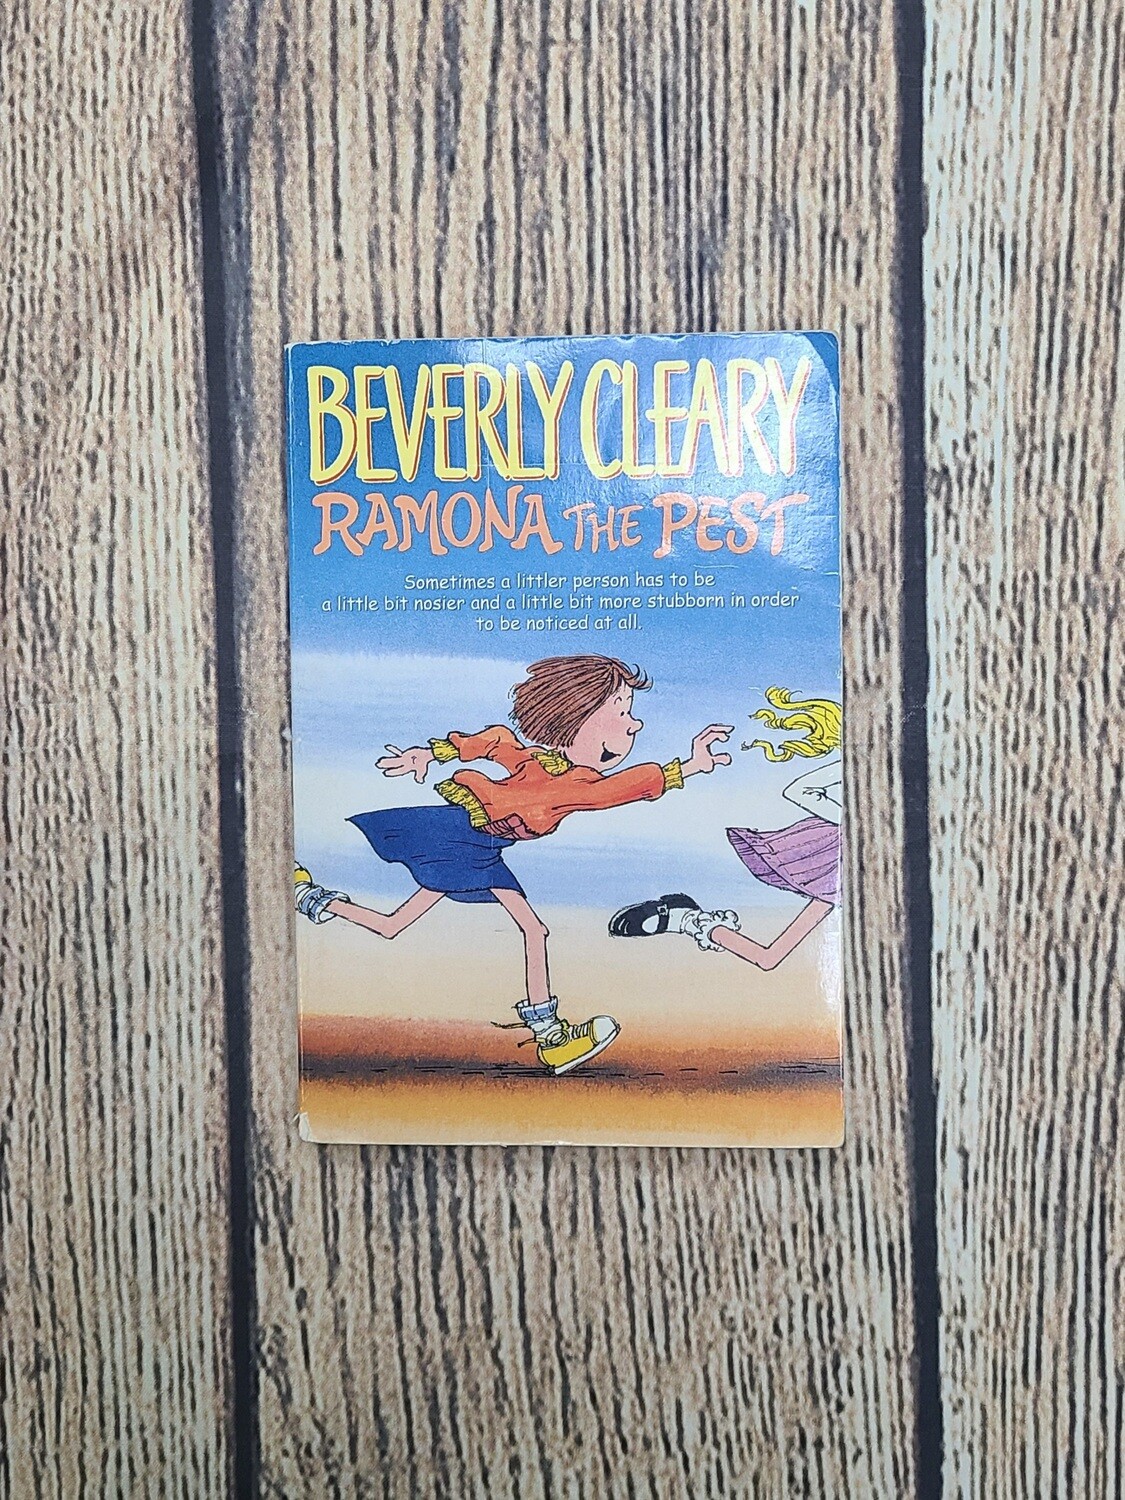 BEVERLY CLEARY
RAMONA THE PEST
Sometimes a littler person has to be
a little bit nosier and a little bit more stubborn in order
to be noticed at all.